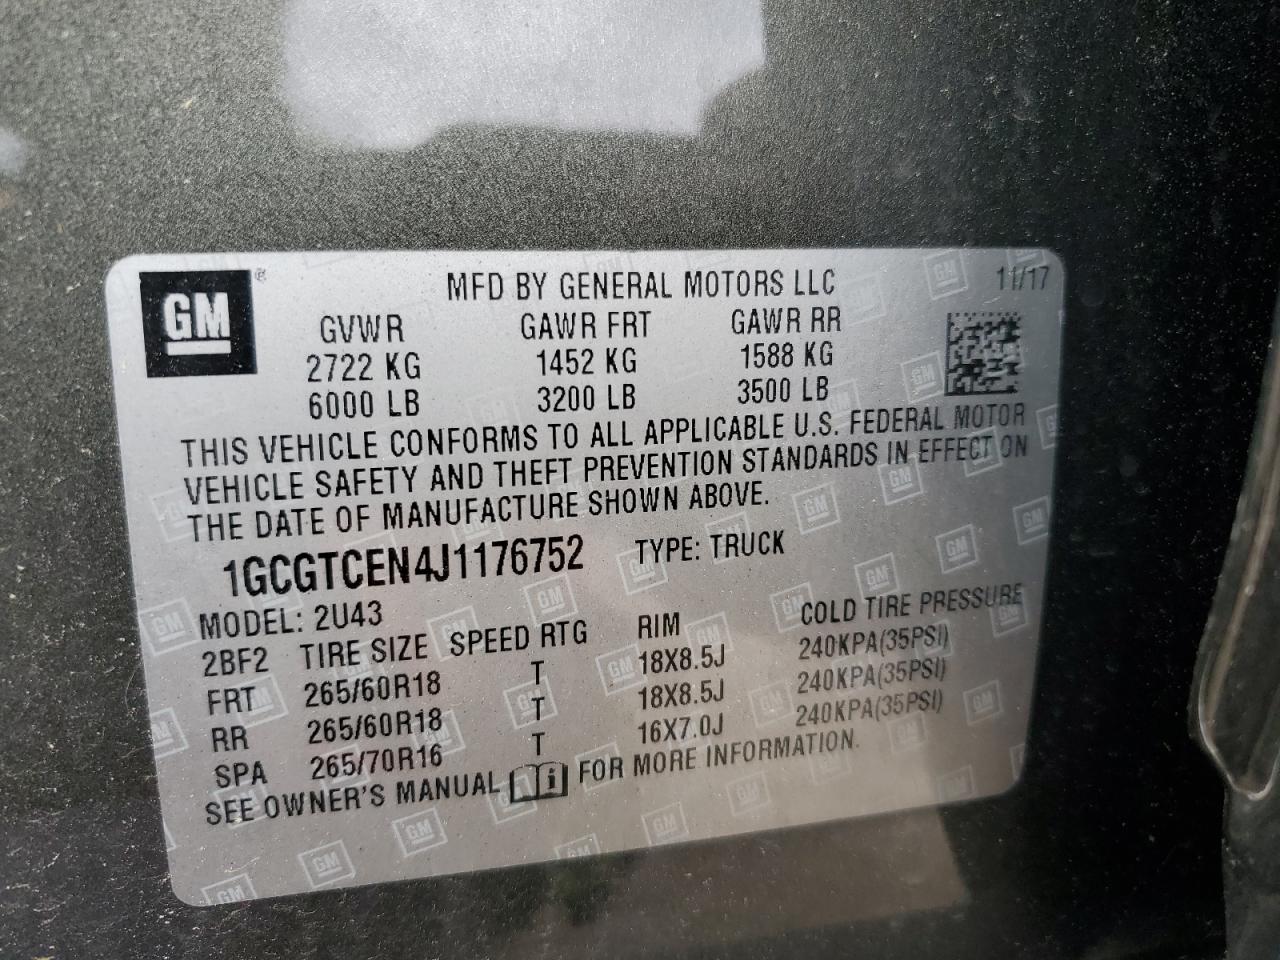 GM®
MFD BY GENERAL MOTORS LLC 11/17
GVWR GAWR FRT GAWR RR
2722 KG 1452 KG 1588 KG
6000 LB 3200 LB 3500 LB
THIS VEHICLE CONFORMS TO ALL APPLICABLE U.S. FEDERAL MOTOR
VEHICLE SAFETY AND THEFT PREVENTION STANDARDS IN EFFECT ON
THE DATE OF MANUFACTURE SHOWN ABOVE.
1GCGTCEN4J1176752 TYPE: TRUCK
MODEL: 2U43
2BF2 TIRE SIZE SPEED RTG RIM COLD TIRE PRESSURE
FRT 265/60R18 T 18X8.5J 240KPA(35PSI)
RR 265/60R18 T 18X8.5J 240KPA(35PSI)
SPA 265/70R16 T 16X7.0J 240KPA(35PSI)
SEE OWNER'S MANUAL i FOR MORE INFORMATION.